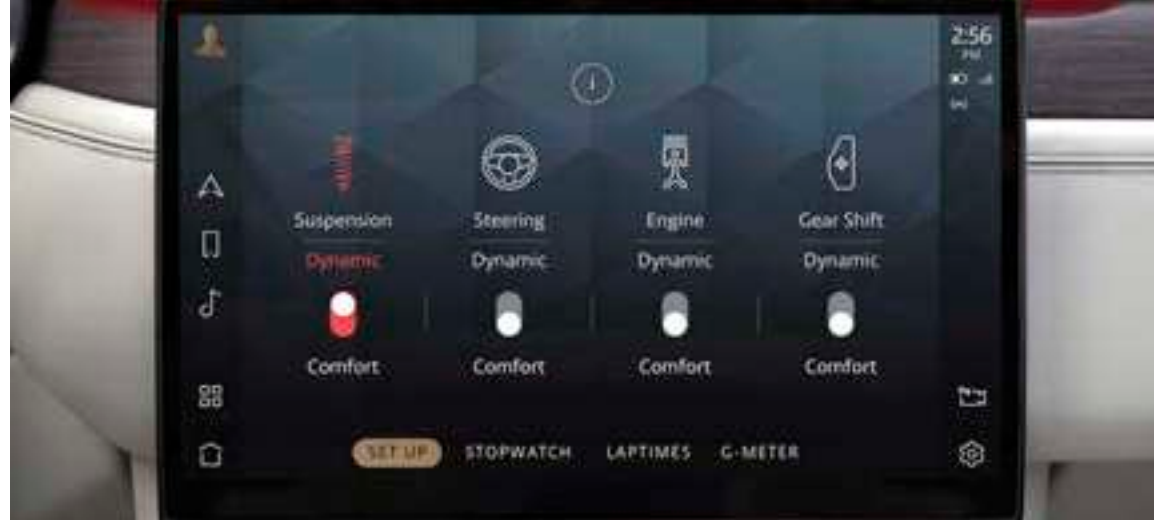 2:56
PM
Suspension Steering Engine Gear Shift
Dynamic Dynamic Dynamic Dynamic
Comfort Comfort Comfort Comfort
SET UP STOPWATCH LAPTIMES G-METER